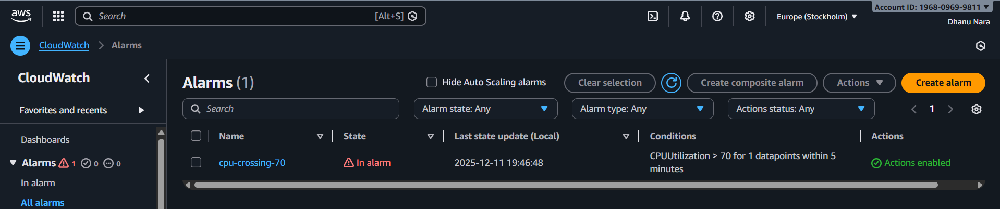 aws
Search
[Alt+S]
Europe (Stockholm)
Account ID: 1968-0969-9811
Dhanu Nara
CloudWatch
Alarms
CloudWatch
Favorites and recents
Dashboards
Alarms 1 0 0
In alarm
All alarms
Alarms (1)
Hide Auto Scaling alarms
Clear selection
Create composite alarm
Actions
Create alarm
Search
Alarm state: Any
Alarm type: Any
Actions status: Any
1
Name
State
Last state update (Local)
Conditions
Actions
cpu-crossing-70
In alarm
2025-12-11 19:46:48
CPUUtilization > 70 for 1 datapoints within 5
minutes
Actions enabled